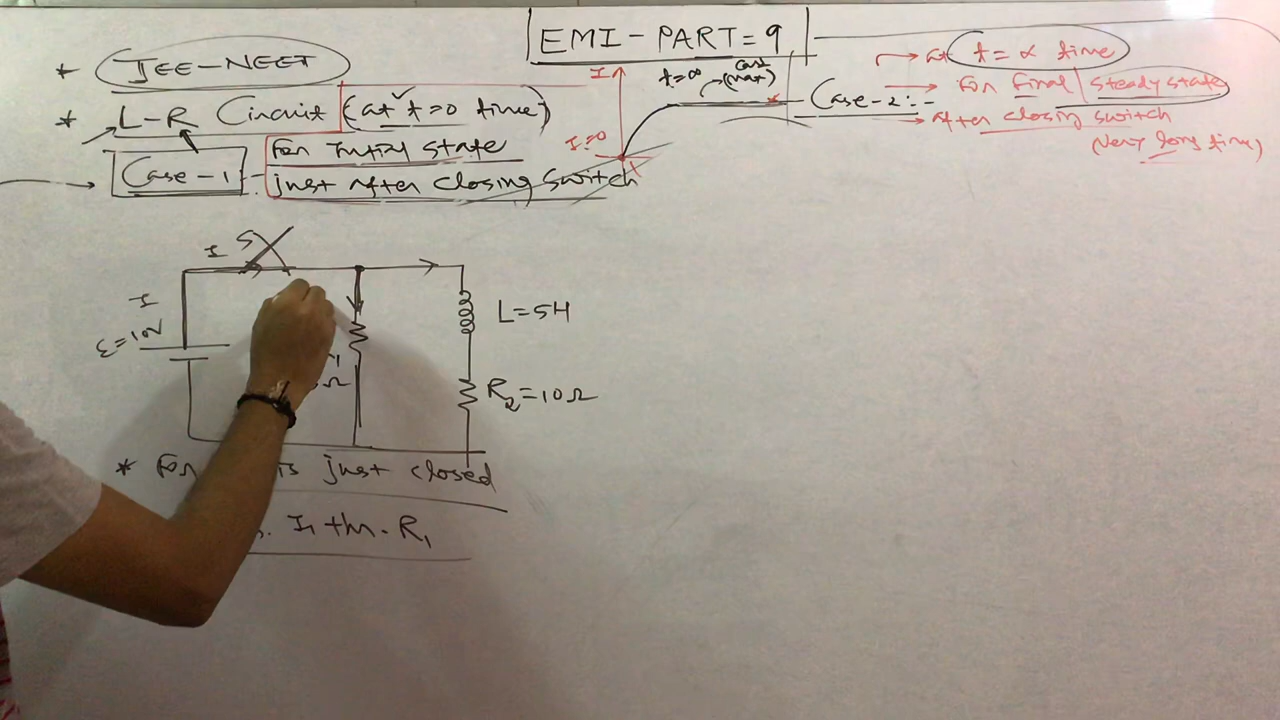 EMI-PART=9
* JEE-NEET
* L-R Circuit (at t=0 time)
Case-1
For Initial state
just After closing switch
I
t=∞
I=0
Case-2:-
→ at t = ∝ time
→ For Final steady state
→ After closing switch
(very long time)
I
S
I
ε=10V
L=5H
Ω
R2=10Ω
* For just closed
I1 thr. R1